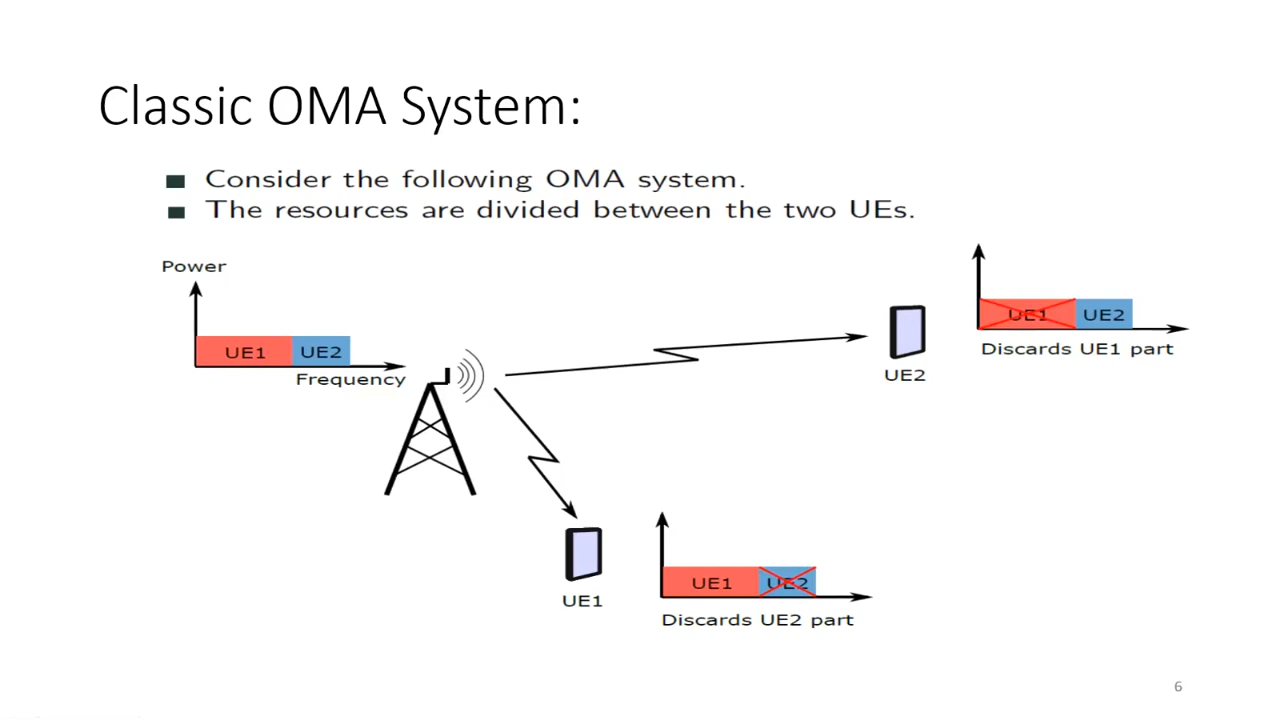 Classic OMA System:
Consider the following OMA system.
The resources are divided between the two UEs.
Power
UE1 UE2
Frequency
UE2
UE1 UE2
Discards UE1 part
UE1
UE1 UE2
Discards UE2 part
6